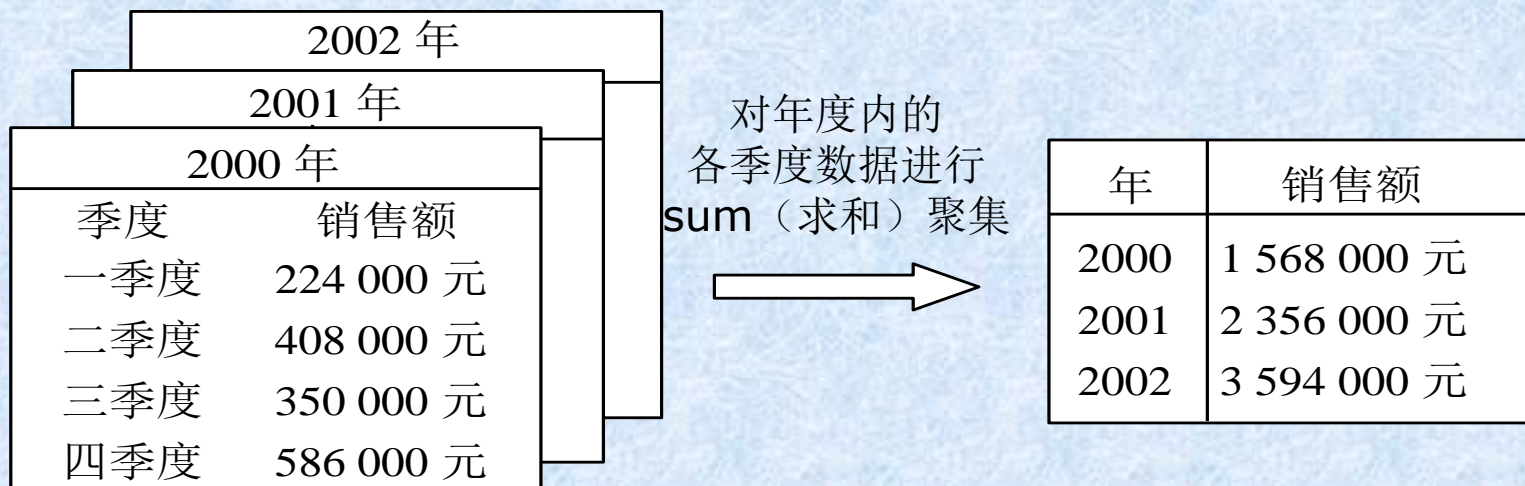 2002 年
2001 年
2000 年
季度 销售额
一季度 224 000 元
二季度 408 000 元
三季度 350 000 元
四季度 586 000 元
对年度内的
各季度数据进行
sum（求和）聚集
年 销售额
2000 1 568 000 元
2001 2 356 000 元
2002 3 594 000 元